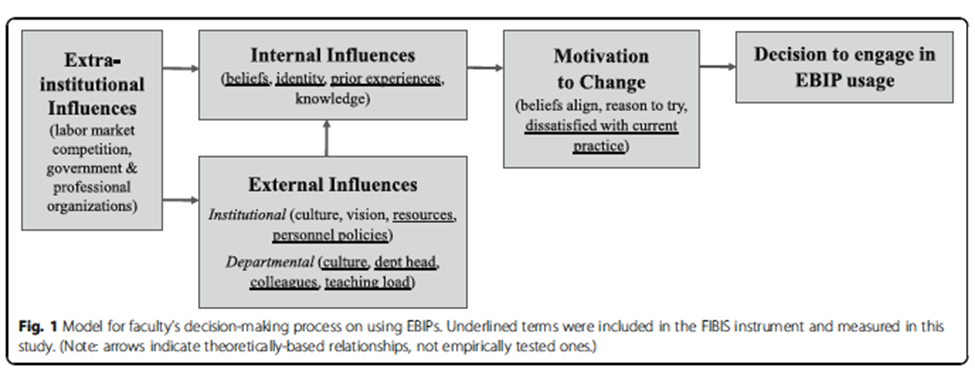 Extra-
institutional
Influences
(labor market
competition,
government &
professional
organizations)
Internal Influences
(beliefs, identity, prior experiences,
knowledge)
External Influences
Institutional (culture, vision, resources,
personnel policies)
Departmental (culture, dept head,
colleagues, teaching load)
Motivation
to Change
(beliefs align, reason to try,
dissatisfied with current
practice)
Decision to engage in
EBIP usage
Fig. 1 Model for faculty's decision-making process on using EBIPs. Underlined terms were included in the FIBIS instrument and measured in this
study. (Note: arrows indicate theoretically-based relationships, not empirically tested ones.)